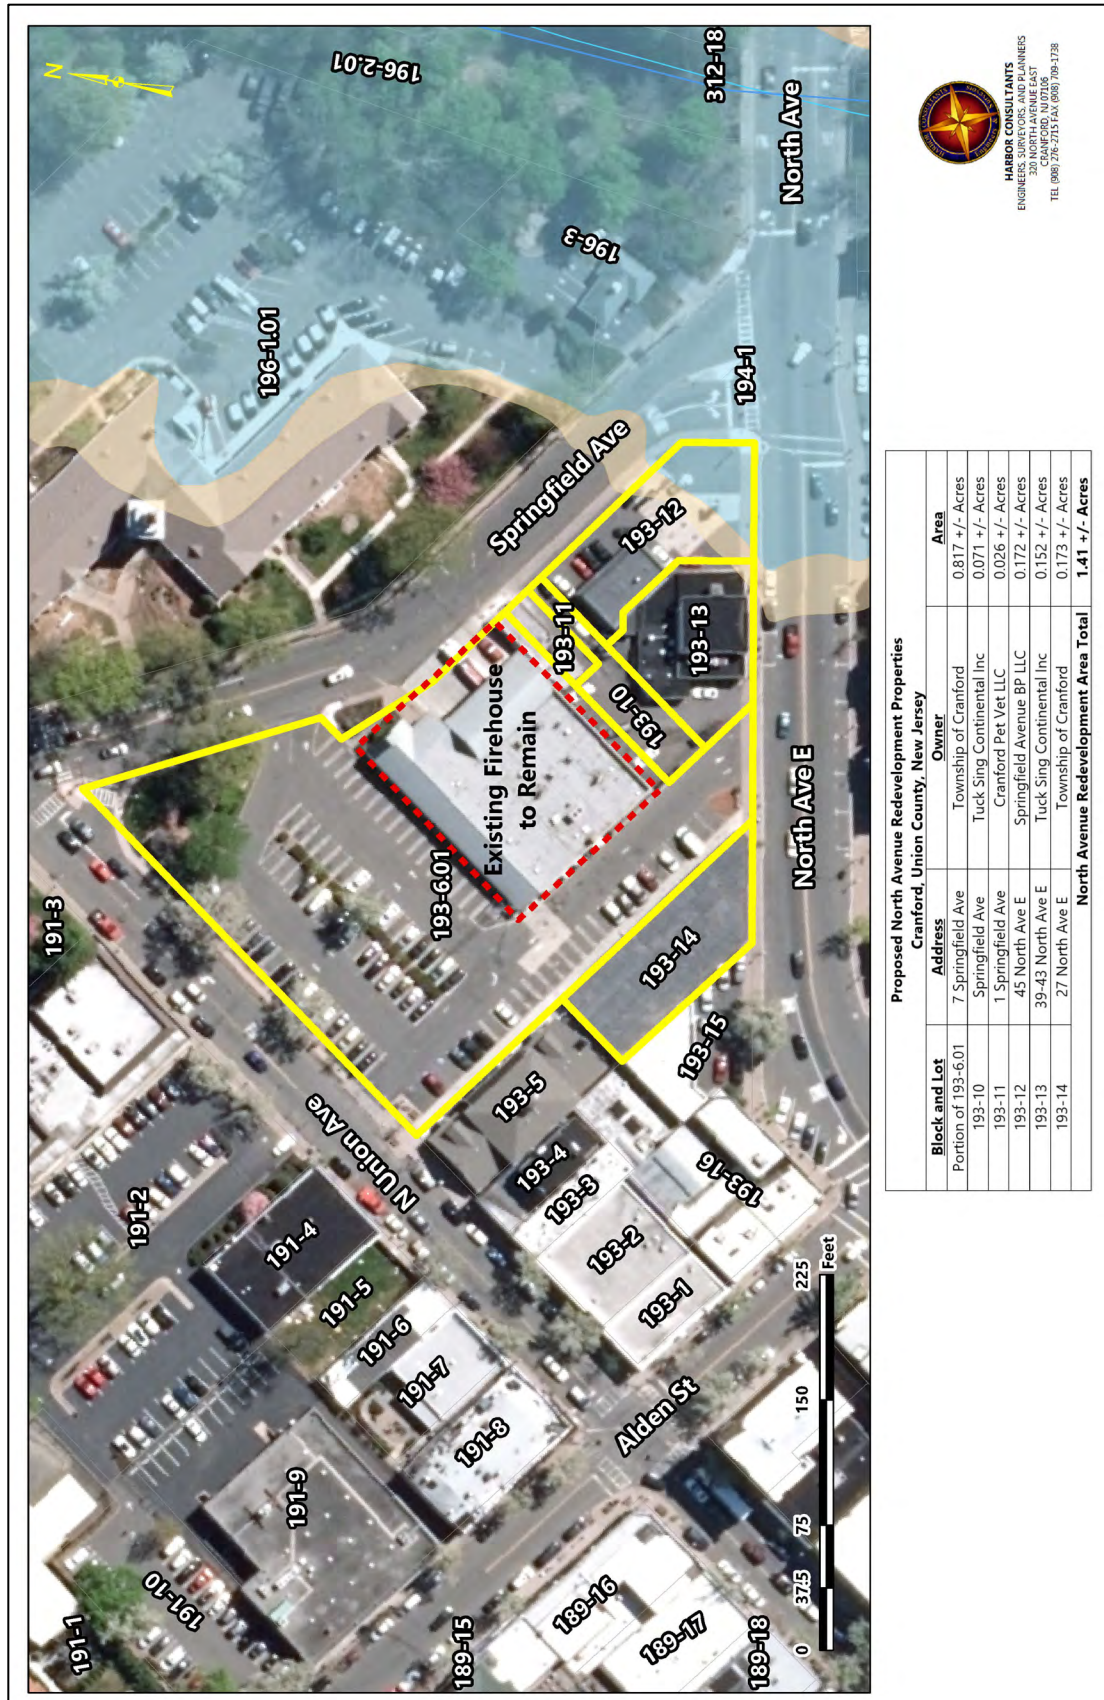 N
196-2.01
312-18
North Ave
191-3
196-1.01
196-3
194-1
Springfield Ave
193-12
193-11
193-13
193-10
Existing Firehouse
to Remain
193-6.01
North Ave E
193-14
193-15
193-5
N Union Ave
191-2
193-4
193-3
193-16
191-4
193-2
191-5
193-1
191-6
191-7
191-8
Alden St
191-9
191-10
191-1
189-15
189-16
189-17
189-18
0 37.5 75 150 225
Feet
Proposed North Avenue Redevelopment Properties
Cranford, Union County, New Jersey
Block and Lot Address Owner Area
Portion of 193-6.01 7 Springfield Ave Township of Cranford 0.817 +/- Acres
193-10 Springfield Ave Tuck Sing Continental Inc 0.071 +/- Acres
193-11 1 Springfield Ave Cranford Pet Vet LLC 0.026 +/- Acres
193-12 45 North Ave E Springfield Avenue BP LLC 0.172 +/- Acres
193-13 39-43 North Ave E Tuck Sing Continental Inc 0.152 +/- Acres
193-14 27 North Ave E Township of Cranford 0.173 +/- Acres
North Avenue Redevelopment Area Total 1.41 +/- Acres
HARBOR CONSULTANTS
ENGINEERS, SURVEYORS, AND PLANNERS
320 NORTH AVENUE EAST
CRANFORD, NJ 07106
TEL (908) 276-2715 FAX (908) 709-1738